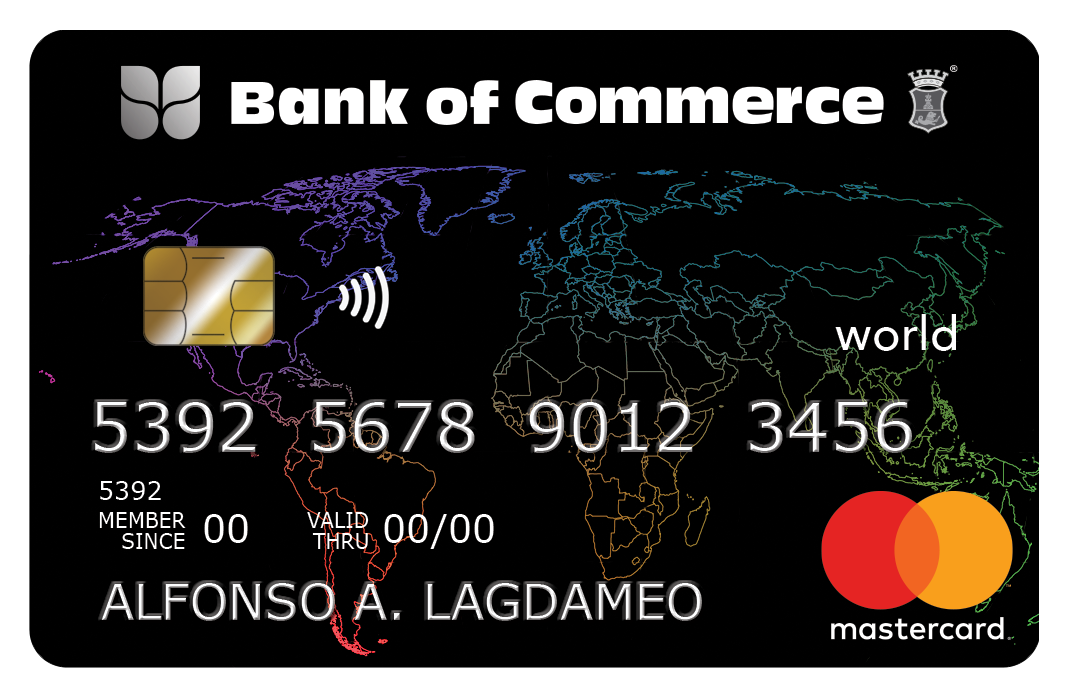 Bank of Commerce ®
world
5392 5678 9012 3456
5392
MEMBER SINCE 00 VALID THRU 00/00
ALFONSO A. LAGDAMEO
mastercard